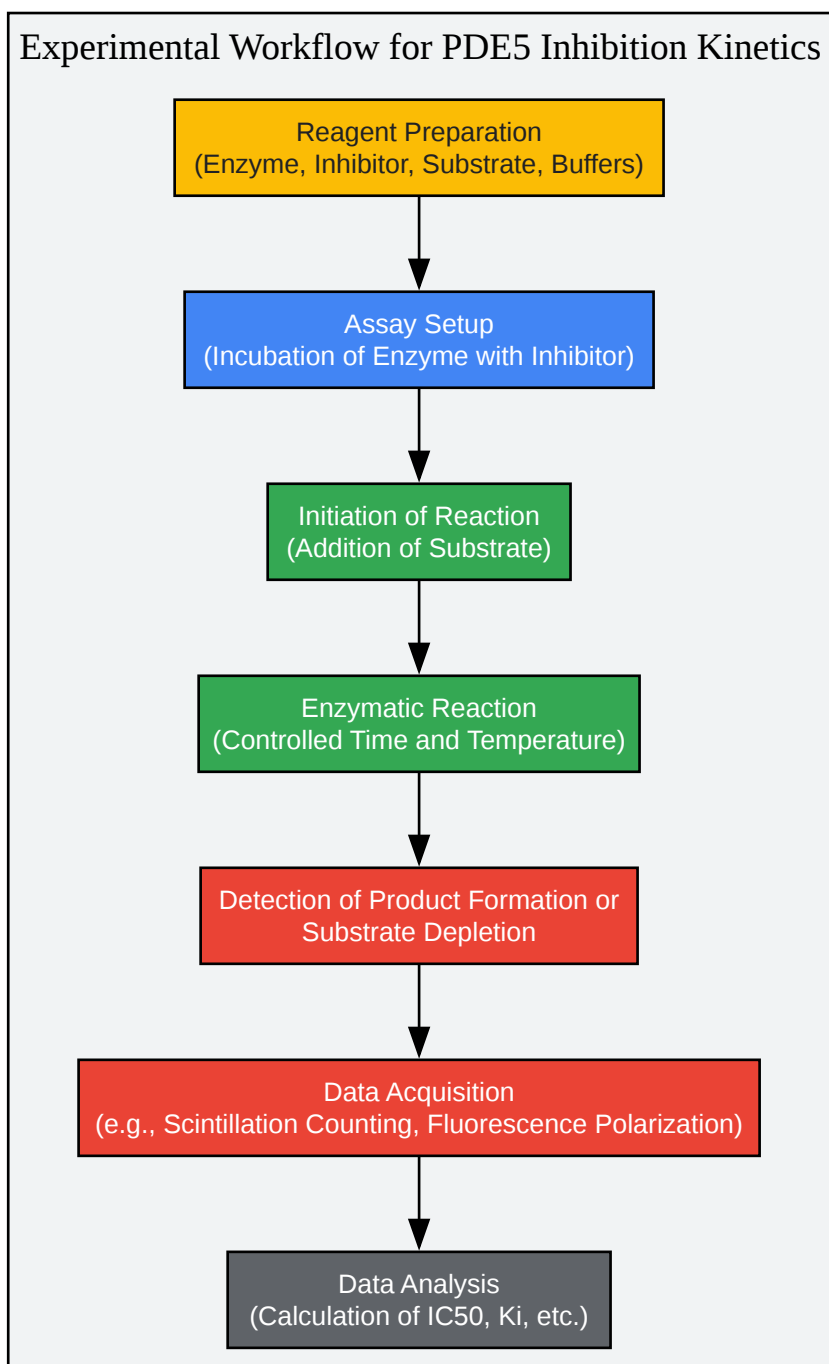 Experimental Workflow for PDE5 Inhibition Kinetics
Reagent Preparation
(Enzyme, Inhibitor, Substrate, Buffers)
Assay Setup
(Incubation of Enzyme with Inhibitor)
Initiation of Reaction
(Addition of Substrate)
Enzymatic Reaction
(Controlled Time and Temperature)
Detection of Product Formation or
Substrate Depletion
Data Acquisition
(e.g., Scintillation Counting, Fluorescence Polarization)
Data Analysis
(Calculation of IC50, Ki, etc.)